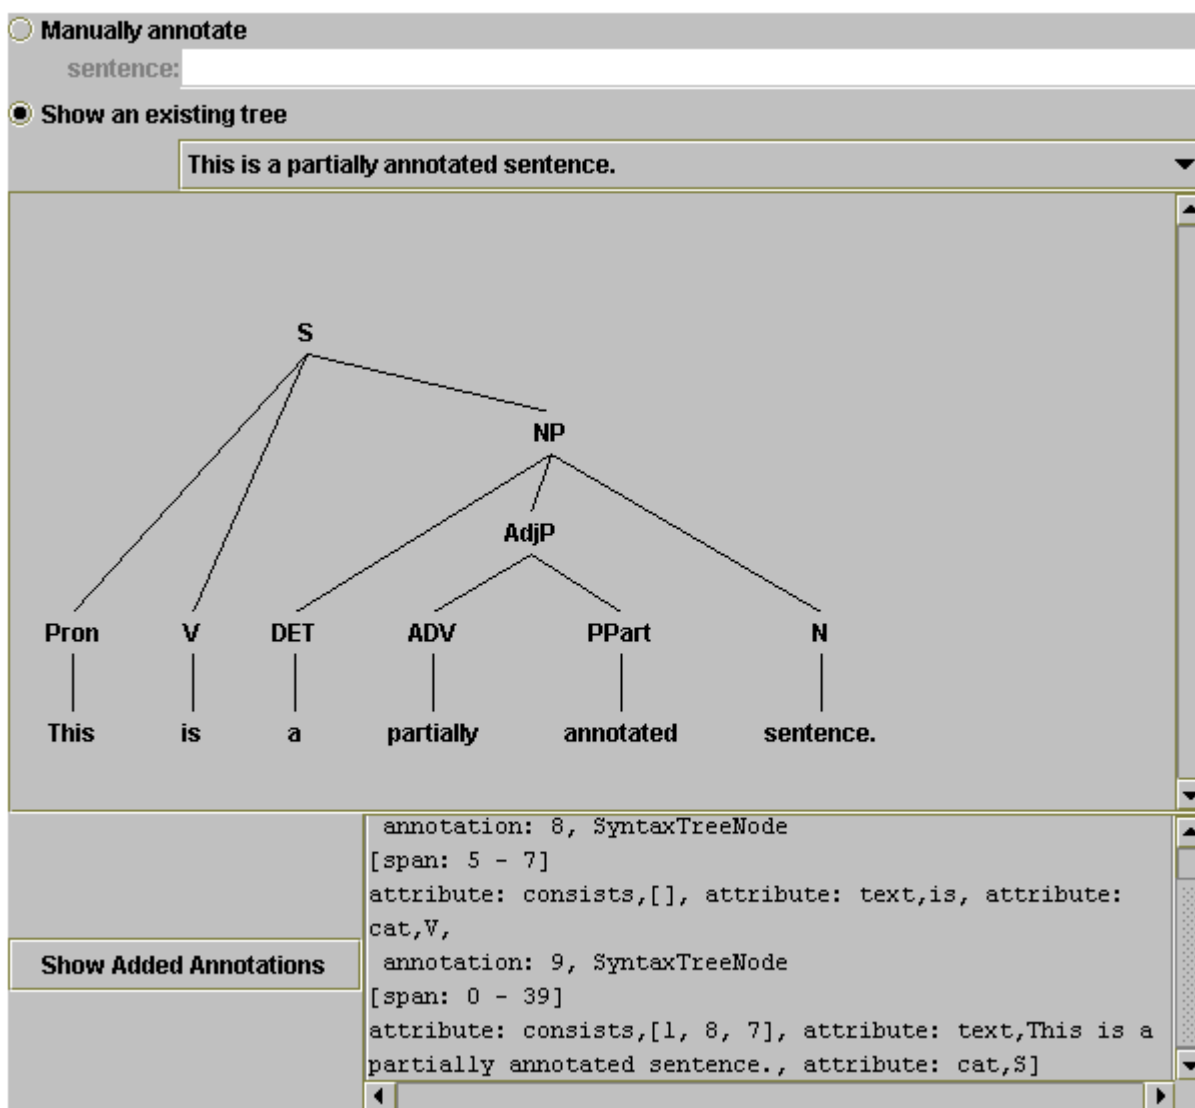 Manually annotate
sentence:
Show an existing tree
This is a partially annotated sentence.
S
NP
AdjP
Pron V DET ADV PPart N
This is a partially annotated sentence.
annotation: 8, SyntaxTreeNode
[span: 5 - 7]
attribute: consists,[], attribute: text,is, attribute:
cat,V,
annotation: 9, SyntaxTreeNode
[span: 0 - 39]
attribute: consists,[1, 8, 7], attribute: text,This is a
partially annotated sentence., attribute: cat,S]
Show Added Annotations